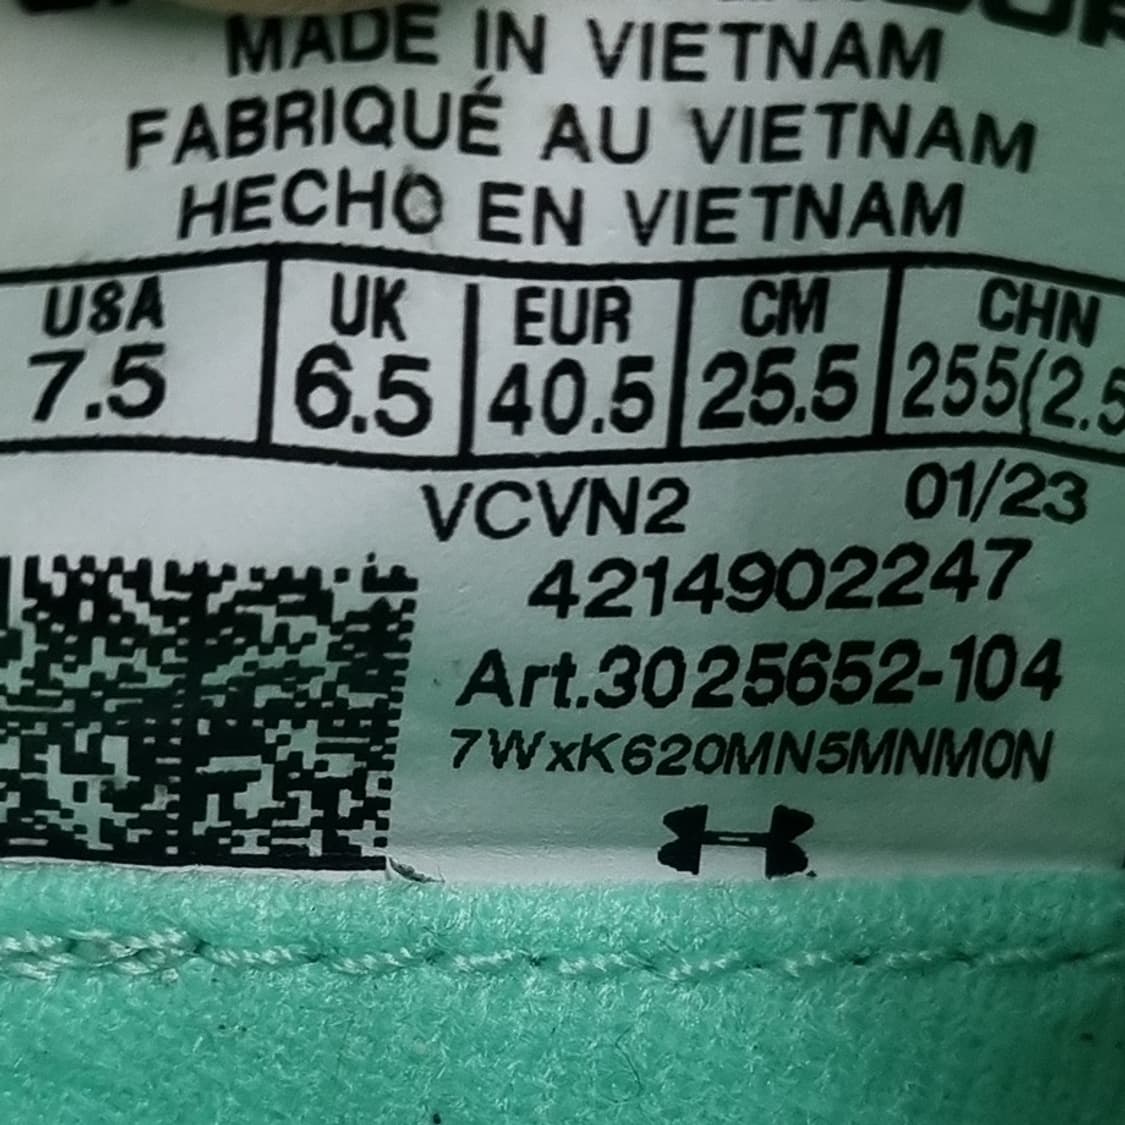 MADE IN VIETNAM
FABRIQUÉ AU VIETNAM
HECHO EN VIETNAM
USA UK EUR CM CHN
7.5 6.5 40.5 25.5 255(2.5
VCVN2 01/23
4214902247
Art.3025652-104
7WxK620MN5MNM0N